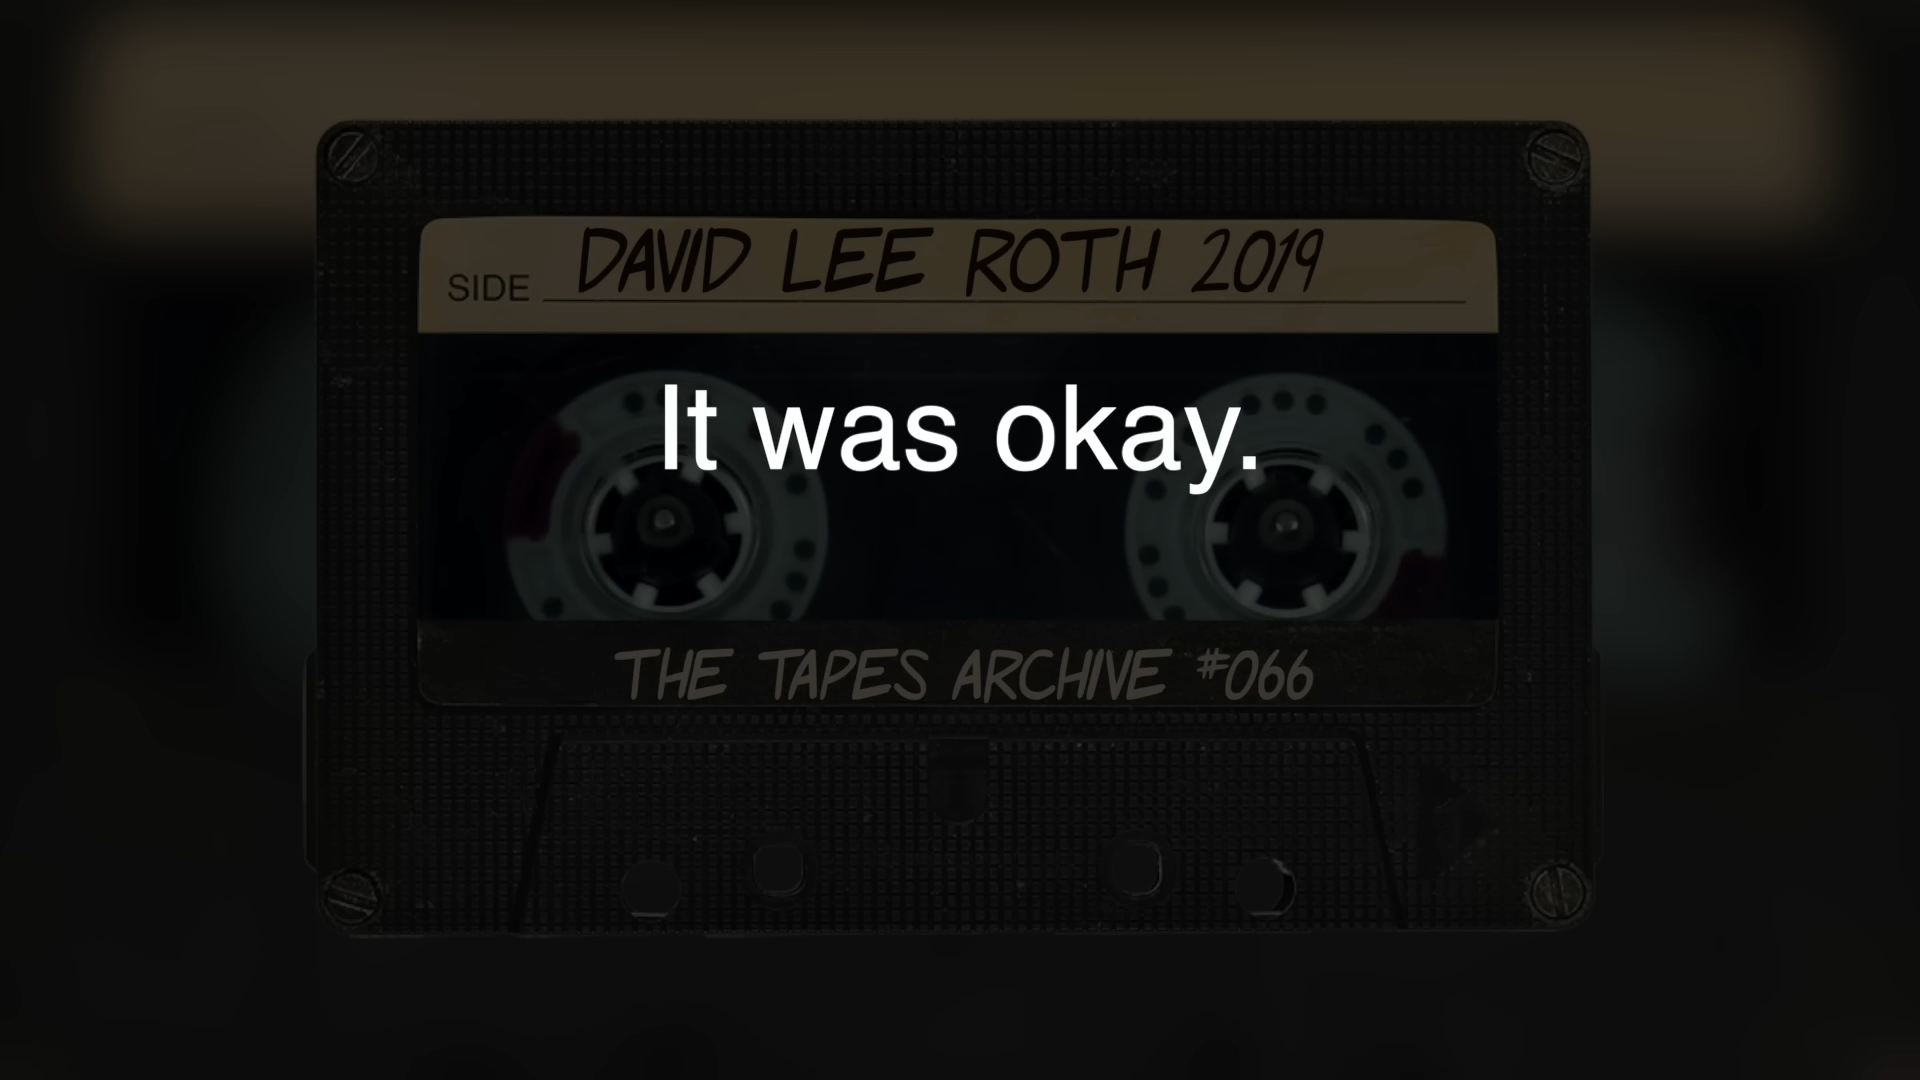 DAVID LEE ROTH 2019
SIDE
It was okay.
THE TAPES ARCHIVE #066